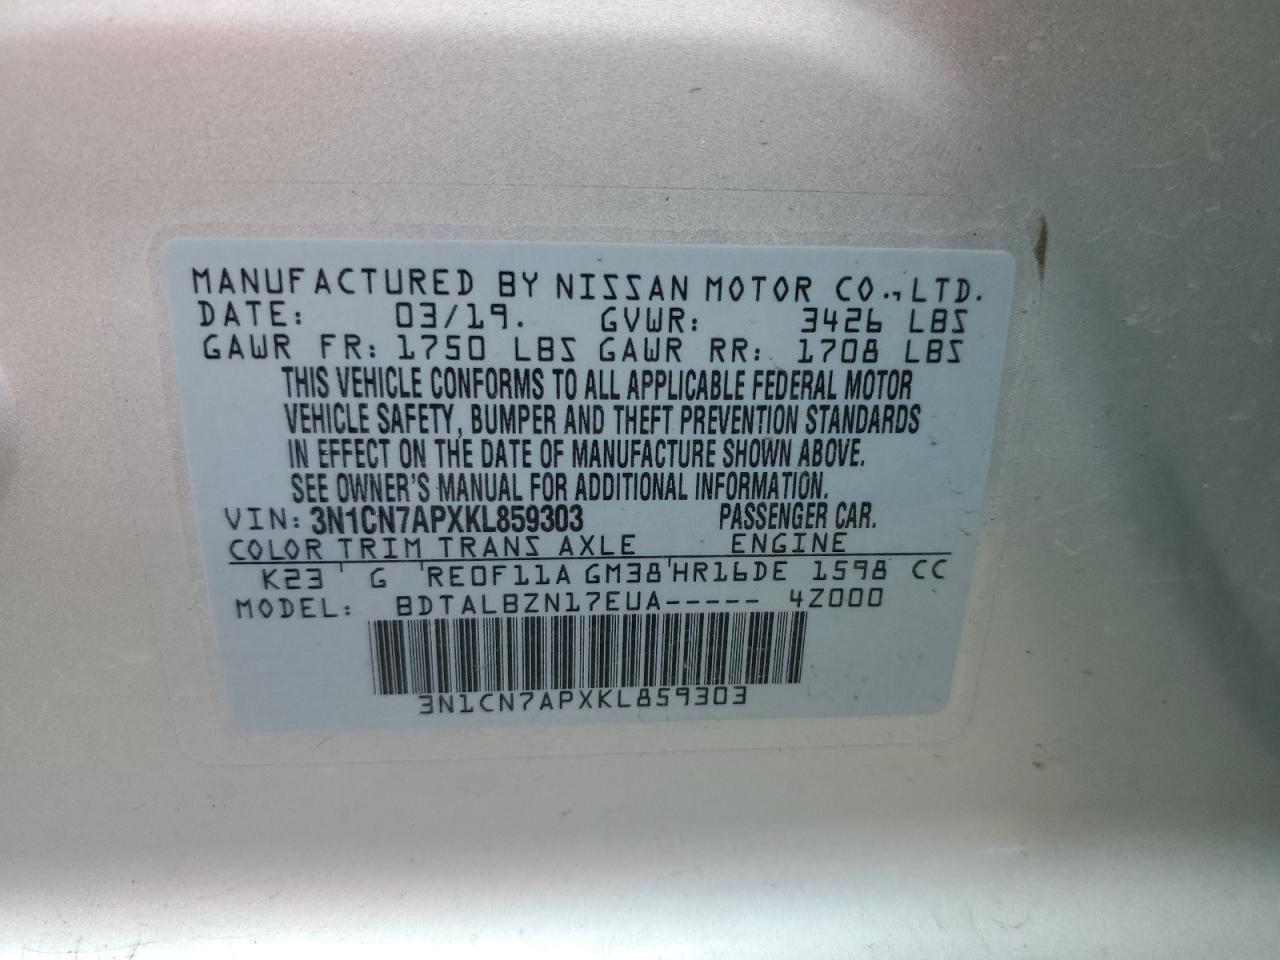 MANUFACTURED BY NISSAN MOTOR CO.,LTD.
DATE: 03/19. GVWR: 3426 LBS
GAWR FR: 1750 LBS GAWR RR: 1708 LBS
THIS VEHICLE CONFORMS TO ALL APPLICABLE FEDERAL MOTOR
VEHICLE SAFETY, BUMPER AND THEFT PREVENTION STANDARDS
IN EFFECT ON THE DATE OF MANUFACTURE SHOWN ABOVE.
SEE OWNER'S MANUAL FOR ADDITIONAL INFORMATION.
VIN: 3N1CN7APXKL859303 PASSENGER CAR.
COLOR TRIM TRANS AXLE ENGINE
K23 G RE0F11A GM38 HR16DE 1598 CC
MODEL: BDTALBZN17EUA----- 4Z000
3N1CN7APXKL859303